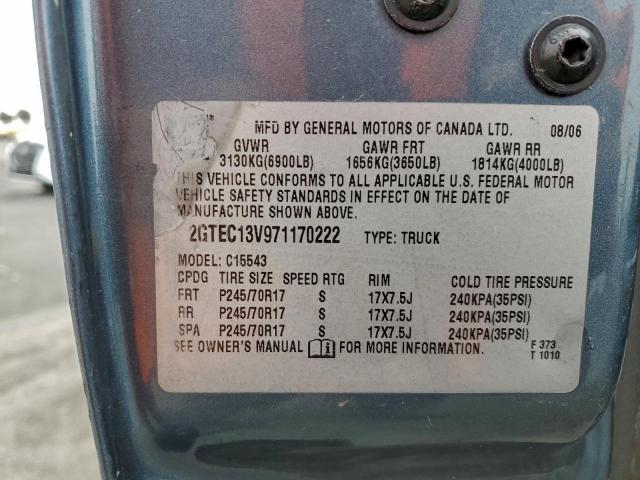 MFD BY GENERAL MOTORS OF CANADA LTD. 08/06
GVWR GAWR FRT GAWR RR
3130KG(6900LB) 1656KG(3650LB) 1814KG(4000LB)
THIS VEHICLE CONFORMS TO ALL APPLICABLE U.S. FEDERAL MOTOR
VEHICLE SAFETY STANDARDS IN EFFECT ON THE DATE OF
MANUFACTURE SHOWN ABOVE.
2GTEC13V971170222 TYPE: TRUCK
MODEL: C15543
CPDG TIRE SIZE SPEED RTG RIM COLD TIRE PRESSURE
FRT P245/70R17 S 17X7.5J 240KPA(35PSI)
RR P245/70R17 S 17X7.5J 240KPA(35PSI)
SPA P245/70R17 S 17X7.5J 240KPA(35PSI)
SEE OWNER'S MANUAL FOR MORE INFORMATION.
F 373
T 1010